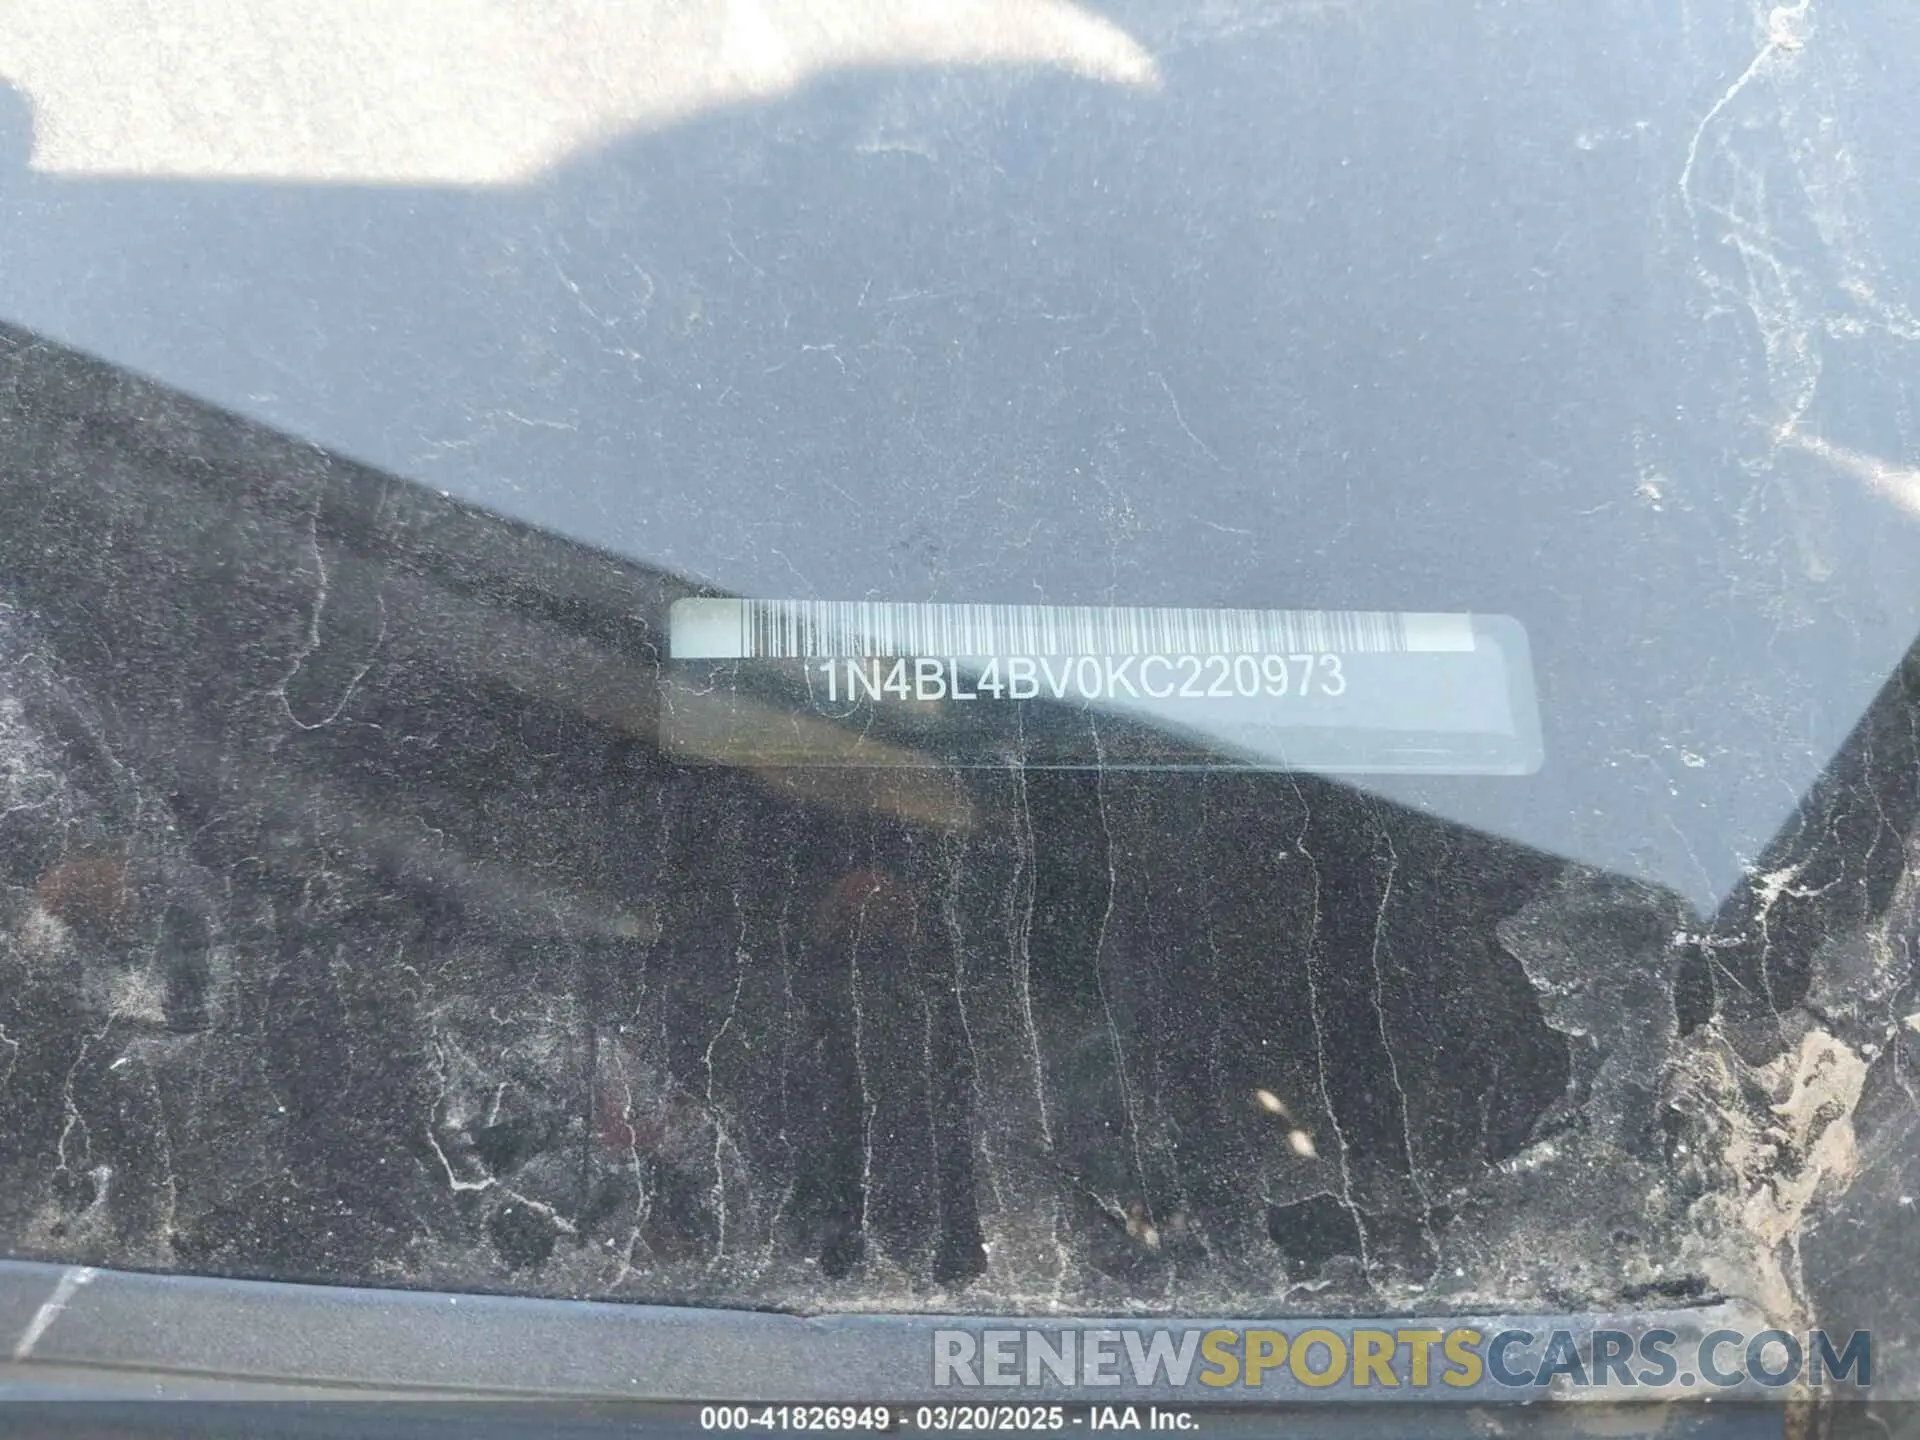 1N4BL4BV0KC220973
RENEWSPORTSCARS.COM
000-41826949 - 03/20/2025 - IAA Inc.